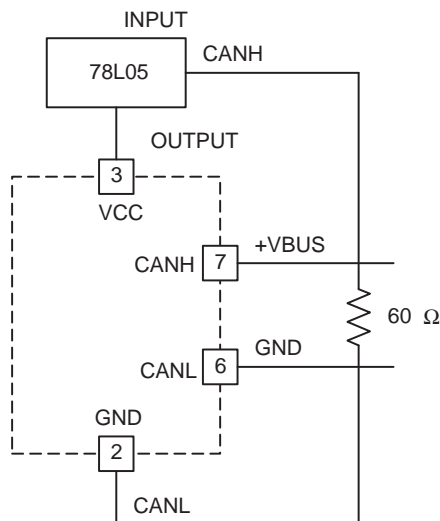 INPUT
CANH
78L05
OUTPUT
3
VCC
+VBUS
CANH 7
60 Ω
GND
CANL 6
GND
2
CANL